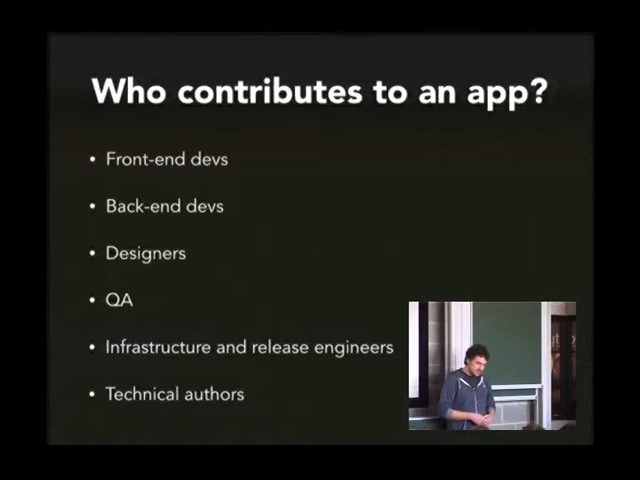 Who contributes to an app?
• Front-end devs
• Back-end devs
• Designers
• QA
• Infrastructure and release engineers
• Technical authors